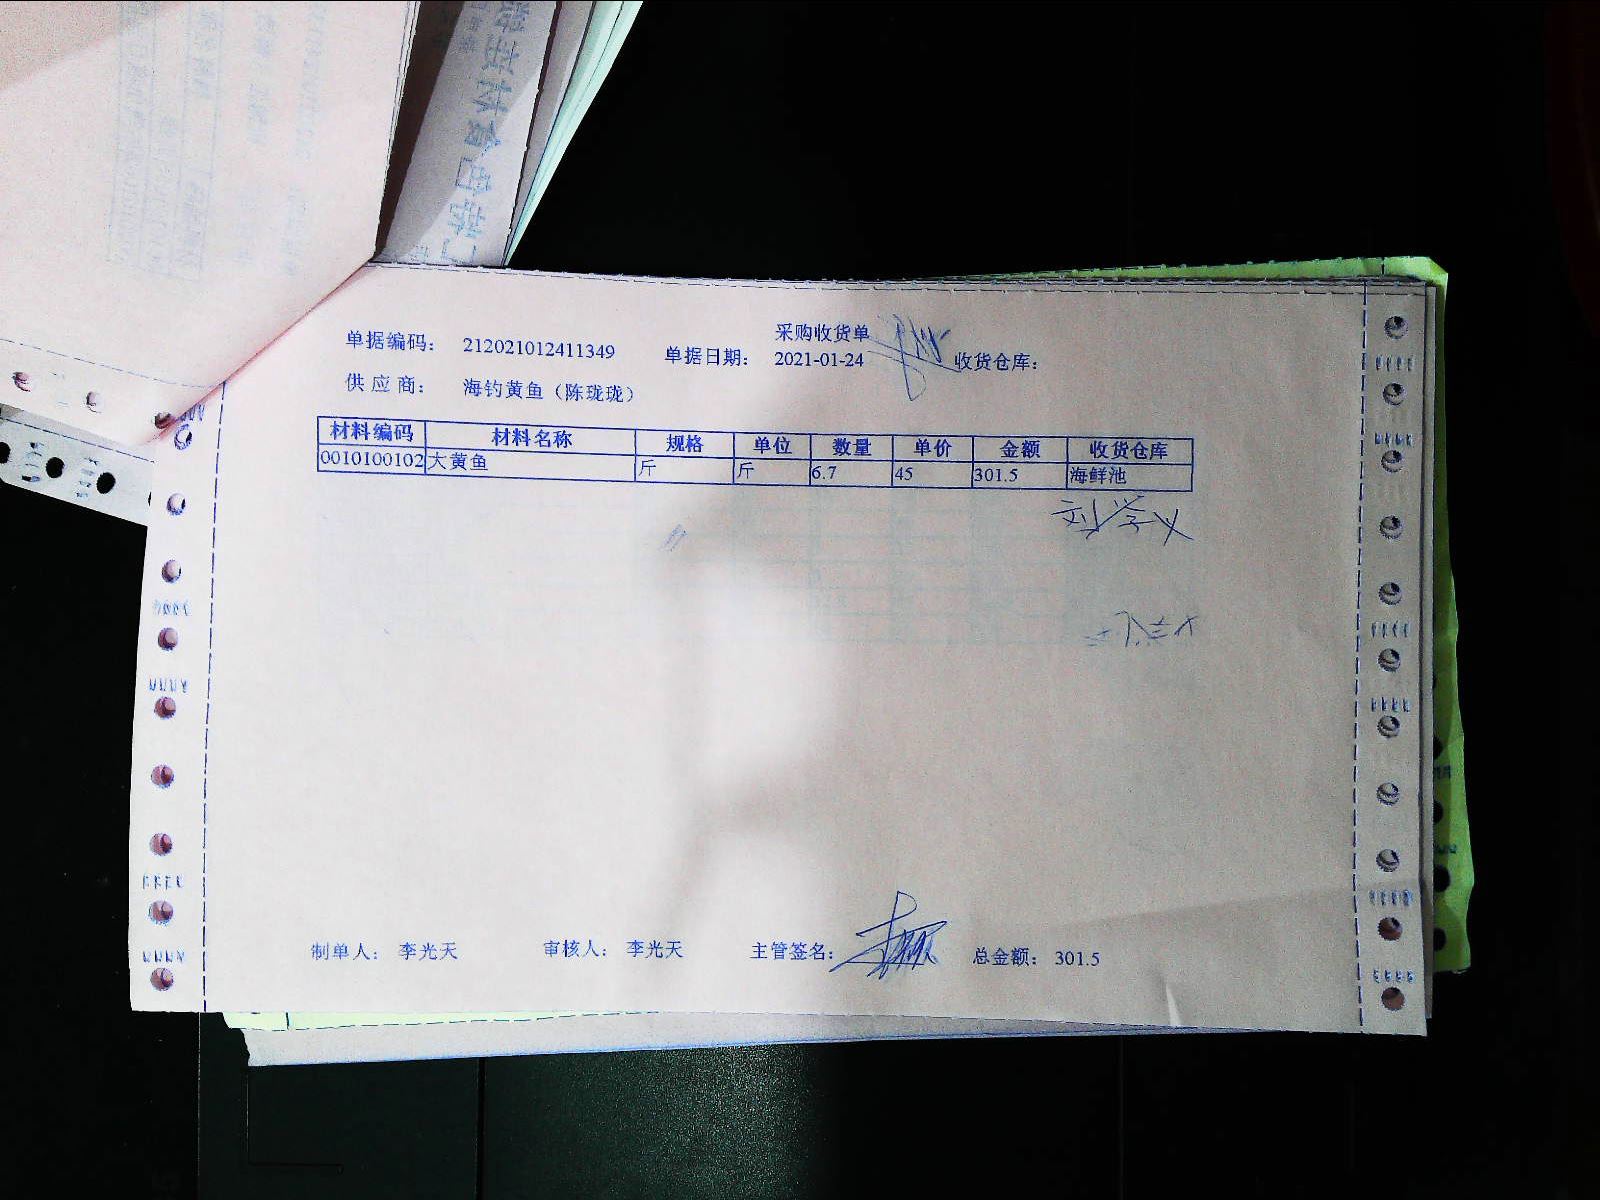 采购收货单
单据编码： 212021012411349 单据日期： 2021-01-24 收货仓库：
供 应 商： 海钓黄鱼（陈珑珑）
材料编码 材料名称 规格 单位 数量 单价 金额 收货仓库
0010100102 大黄鱼 斤 斤 6.7 45 301.5 海鲜池
制单人： 李光天 审核人： 李光天 主管签名： 总金额： 301.5